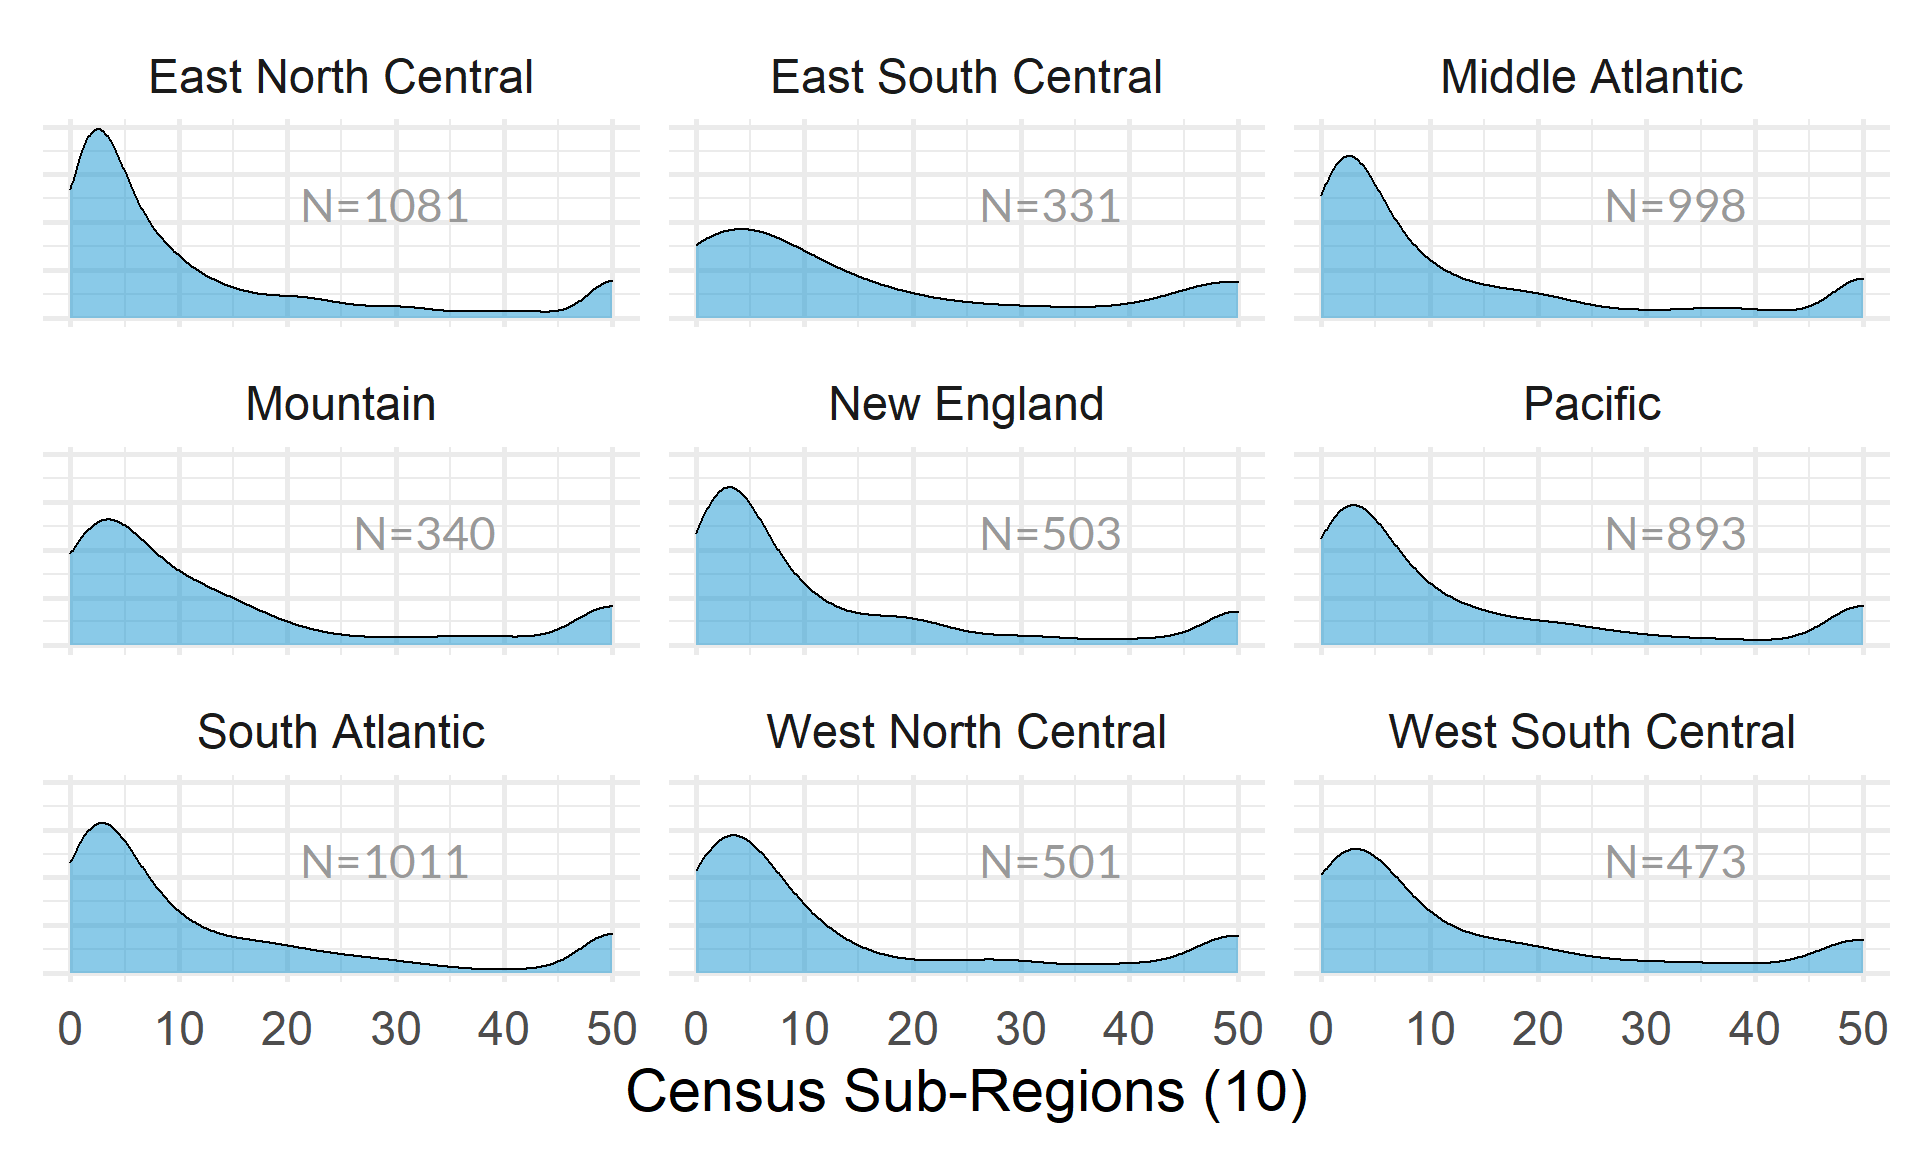 East North Central East South Central Middle Atlantic
N=1081 N=331 N=998
Mountain New England Pacific
N=340 N=503 N=893
South Atlantic West North Central West South Central
N=1011 N=501 N=473
0 10 20 30 40 50 0 10 20 30 40 50 0 10 20 30 40 50
Census Sub-Regions (10)